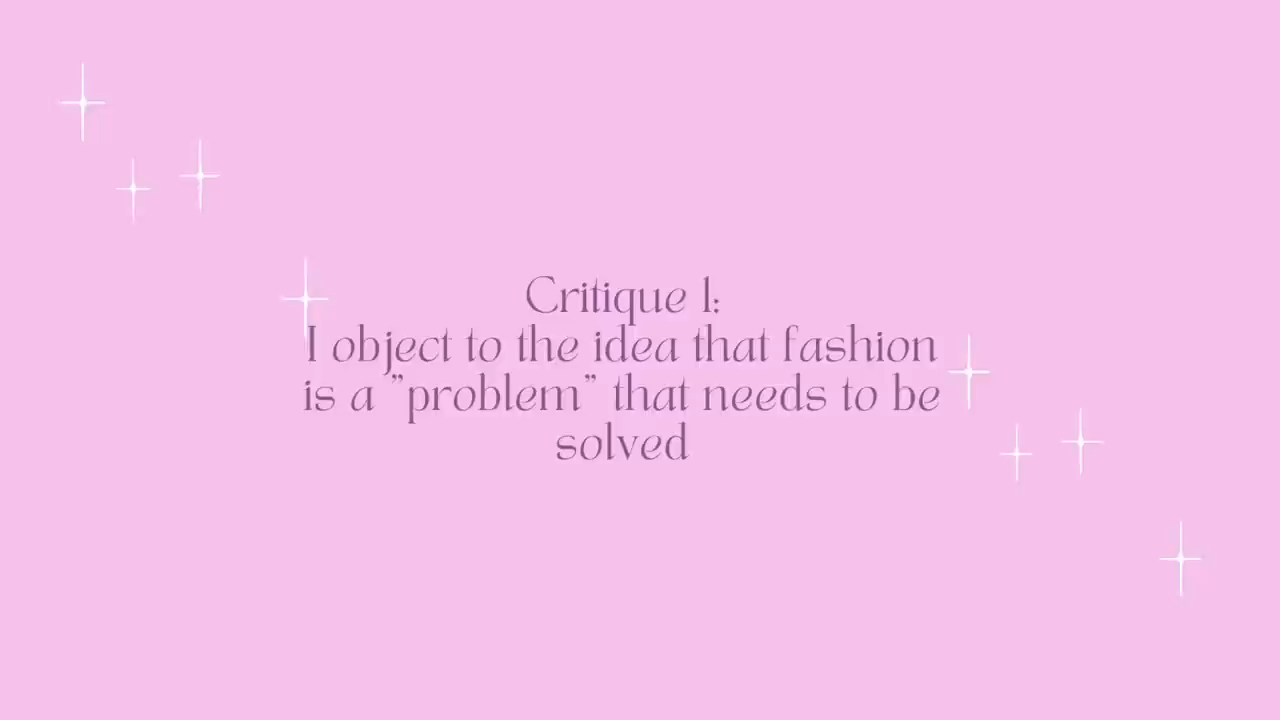 Critique 1:
I object to the idea that fashion
is a "problem" that needs to be
solved